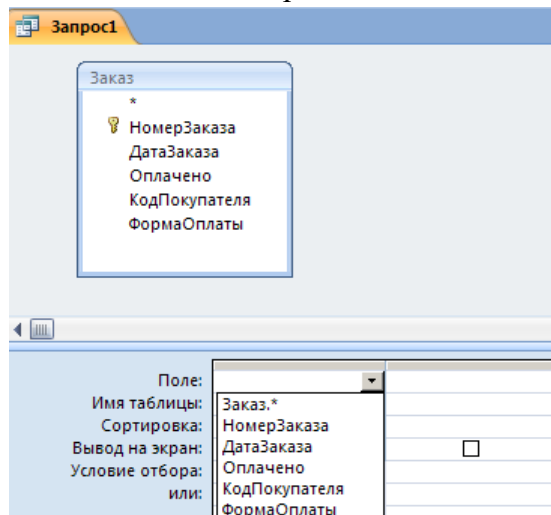 Запрос1
Заказ
*
НомерЗаказа
ДатаЗаказа
Оплачено
КодПокупателя
ФормаОплаты
Поле:
Имя таблицы:
Сортировка:
Вывод на экран:
Условие отбора:
или:
Заказ.*
НомерЗаказа
ДатаЗаказа
Оплачено
КодПокупателя
ФормаОплаты